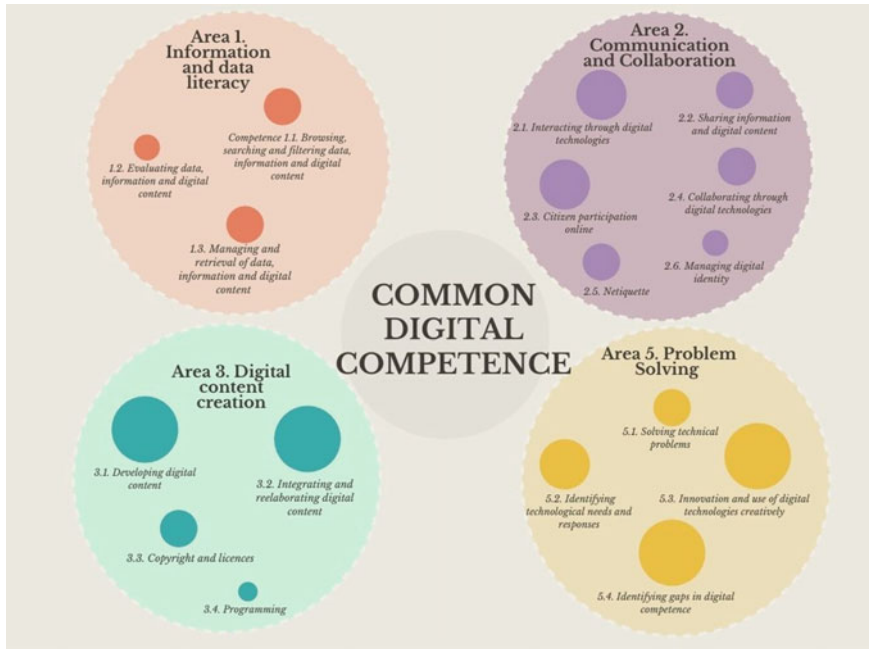 Area 1.
Information
and data
literacy
Competence 1.1. Browsing,
searching and filtering data,
information and digital
content
1.2. Evaluating data,
information and digital
content
1.3. Managing and
retrieval of data,
information and digital
content
Area 2.
Communication
and Collaboration
2.1. Interacting through digital
technologies
2.2. Sharing information
and digital content
2.3. Citizen participation
online
2.4. Collaborating through
digital technologies
2.5. Netiquette
2.6. Managing digital
identity
COMMON
DIGITAL
COMPETENCE
Area 3. Digital
content
creation
3.1. Developing digital
content
3.2. Integrating and
reelaborating digital
content
3.3. Copyright and licences
3.4. Programming
Area 5. Problem
Solving
5.1. Solving technical
problems
5.2. Identifying
technological needs and
responses
5.3. Innovation and use of digital
technologies creatively
5.4. Identifying gaps in digital
competence